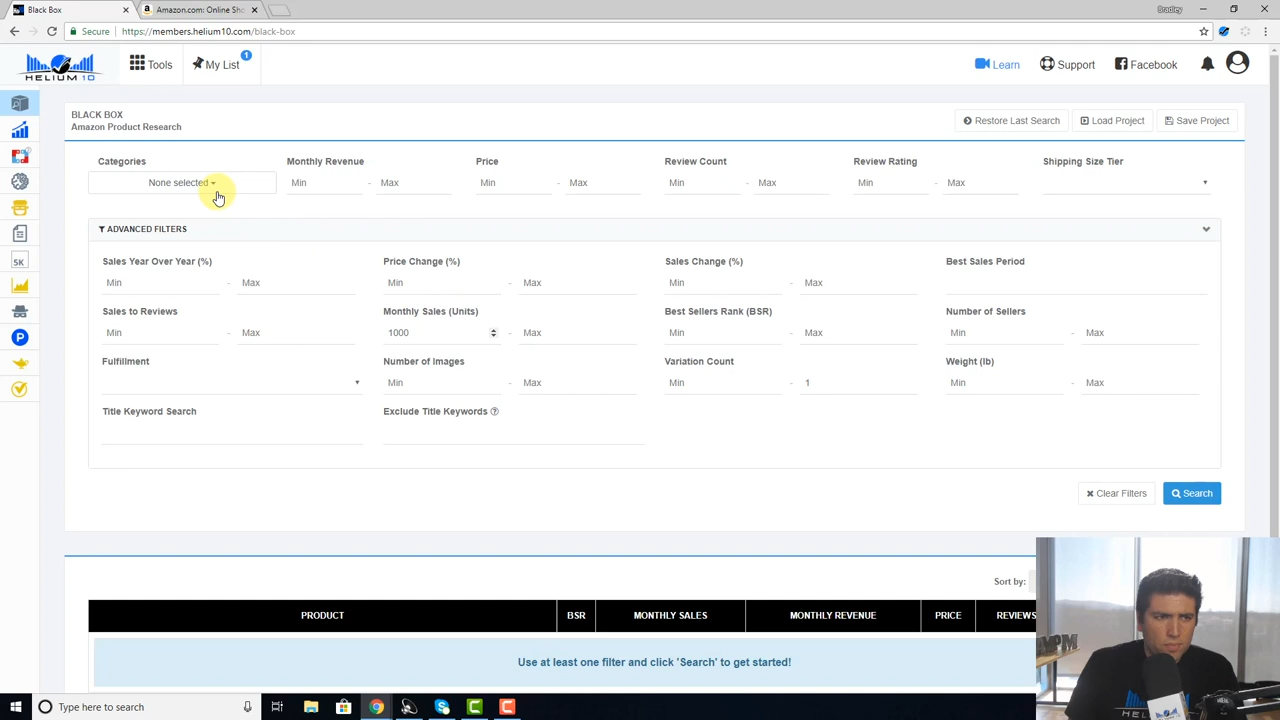 Black Box
Amazon.com: Online Sho
Bradley
Secure
https://members.helium10.com/black-box
HELIUM 10
Tools
My List
1
Learn
Support
Facebook
BLACK BOX
Amazon Product Research
Restore Last Search
Load Project
Save Project
Categories
Monthly Revenue
Price
Review Count
Review Rating
Shipping Size Tier
None selected
Min - Max
Min - Max
Min - Max
Min - Max
ADVANCED FILTERS
Sales Year Over Year (%)
Price Change (%)
Sales Change (%)
Best Sales Period
Min - Max
Min - Max
Min - Max
Sales to Reviews
Monthly Sales (Units)
Best Sellers Rank (BSR)
Number of Sellers
Min - Max
1000 - Max
Min - Max
Min - Max
Fulfillment
Number of Images
Variation Count
Weight (lb)
Min - Max
Min - 1
Min - Max
Title Keyword Search
Exclude Title Keywords
Clear Filters
Search
5K
Sort by:
PRODUCT
BSR
MONTHLY SALES
MONTHLY REVENUE
PRICE
REVIEWS
Use at least one filter and click 'Search' to get started!
Type here to search